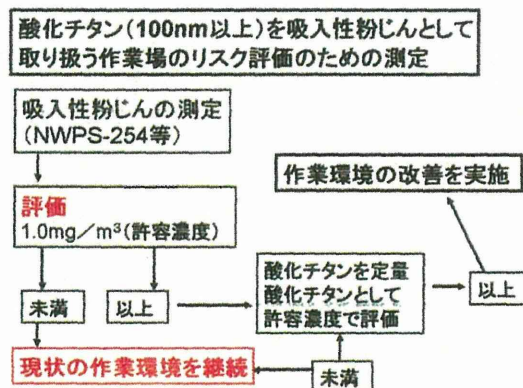 酸化チタン(100nm以上)を吸入性粉じんとして
取り扱う作業場のリスク評価のための測定
吸入性粉じんの測定
(NWPS-254等)
作業環境の改善を実施
評価
1.0mg/m³(許容濃度)
酸化チタンを定量
酸化チタンとして
許容濃度で評価
未満
以上
以上
現状の作業環境を継続
未満